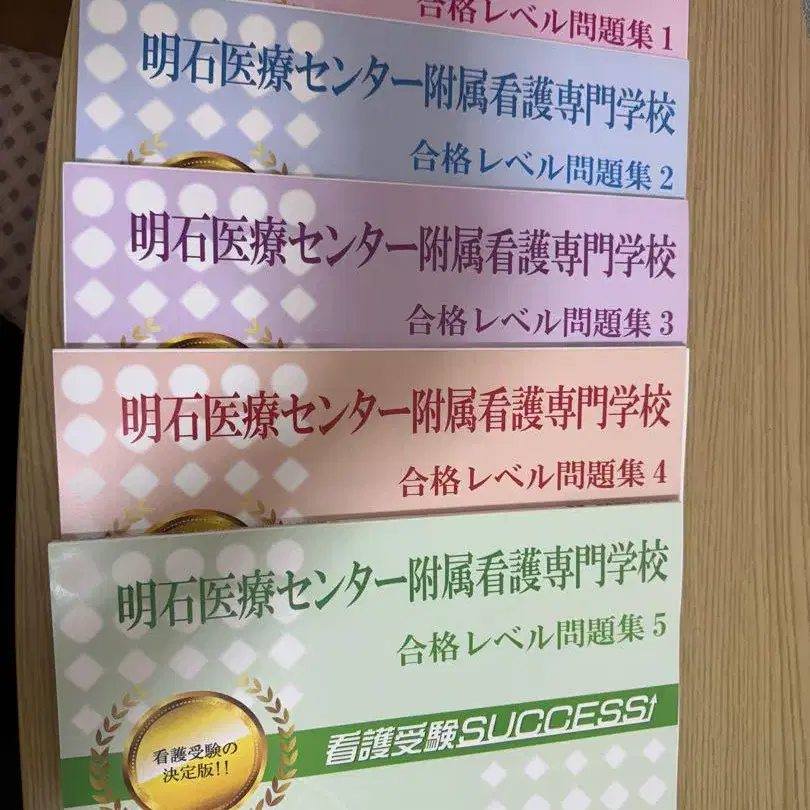 合格レベル問題集1
明石医療センター附属看護専門学校
合格レベル問題集2
明石医療センター附属看護専門学校
合格レベル問題集3
明石医療センター附属看護専門学校
合格レベル問題集4
明石医療センター附属看護専門学校
合格レベル問題集5
看護受験SUCCESS
看護受験の
決定版!!